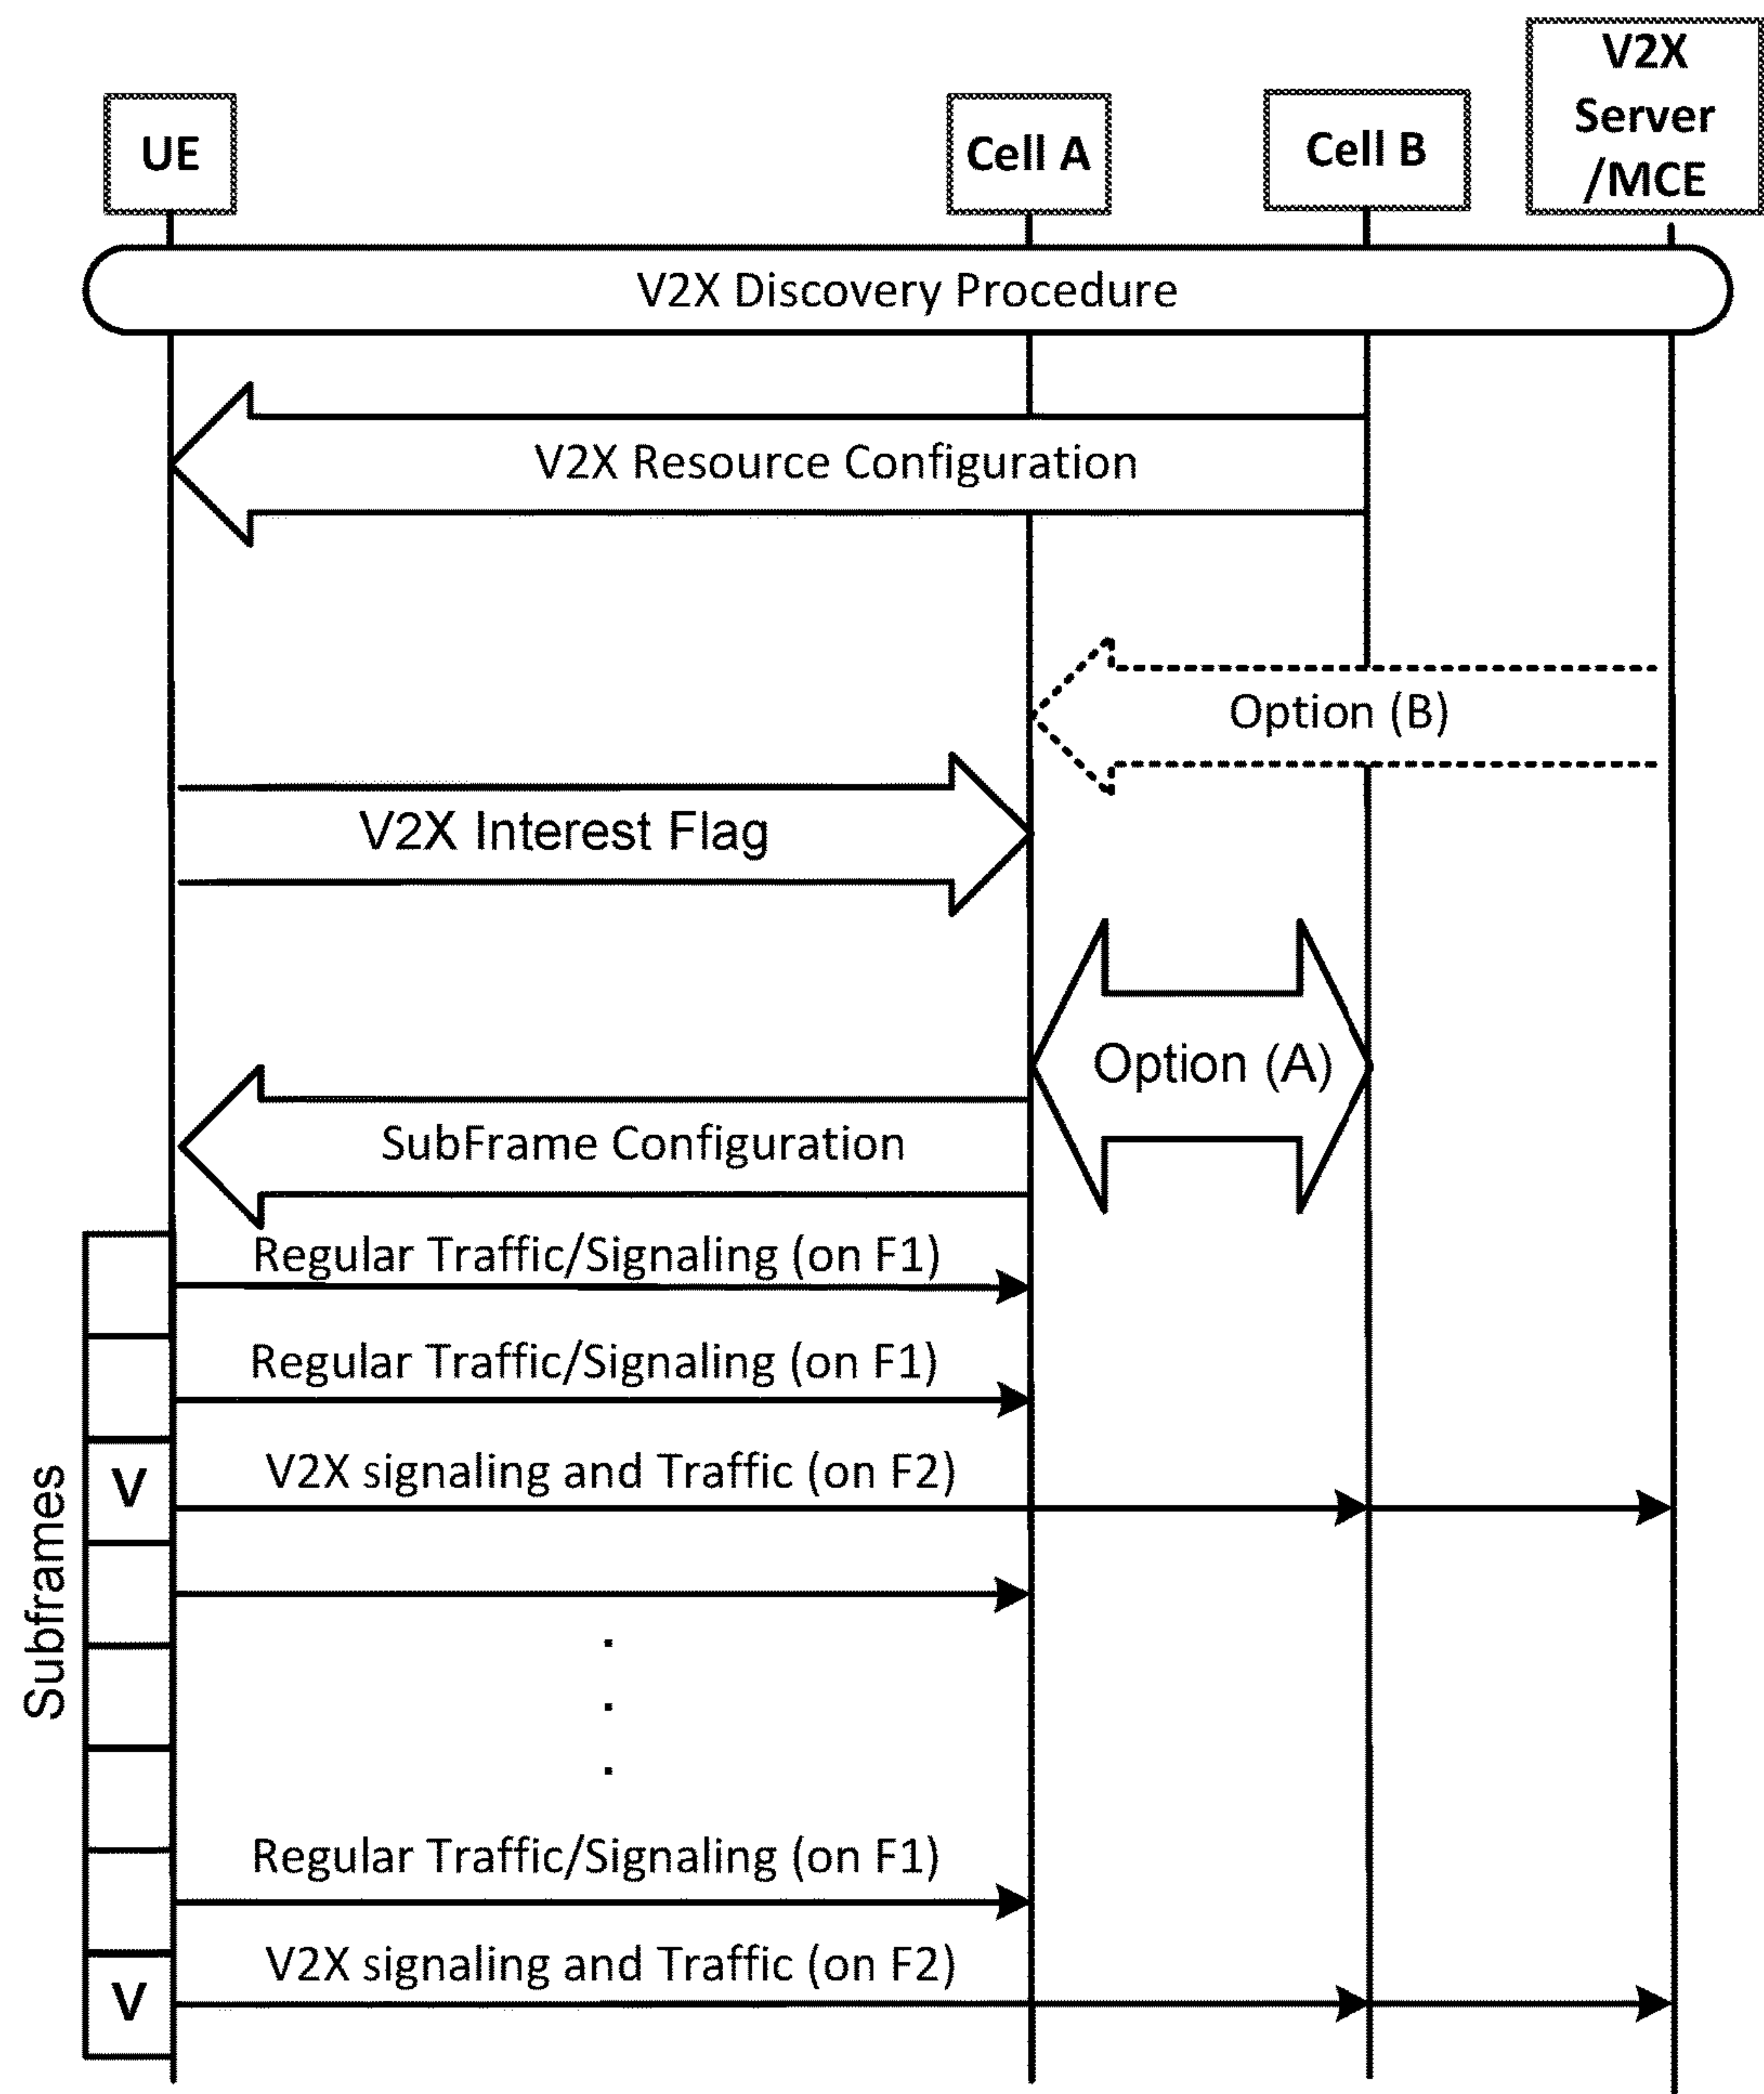 UE
Cell A
Cell B
V2X
Server
/MCE
V2X Discovery Procedure
V2X Resource Configuration
Option (B)
V2X Interest Flag
Option (A)
SubFrame Configuration
Regular Traffic/Signaling (on F1)
Regular Traffic/Signaling (on F1)
V
V2X signaling and Traffic (on F2)
Subframes
.
.
.
Regular Traffic/Signaling (on F1)
V2X signaling and Traffic (on F2)
V